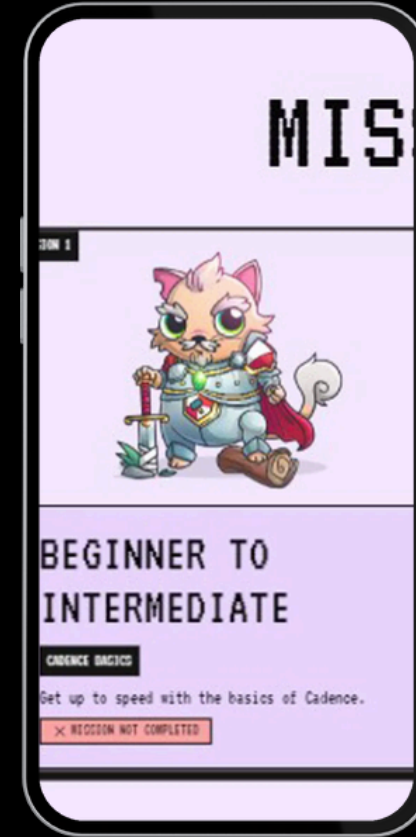 MIS
ION 1
BEGINNER TO
INTERMEDIATE
CADENCE BASICS
Get up to speed with the basics of Cadence.
× MISSION NOT COMPLETED